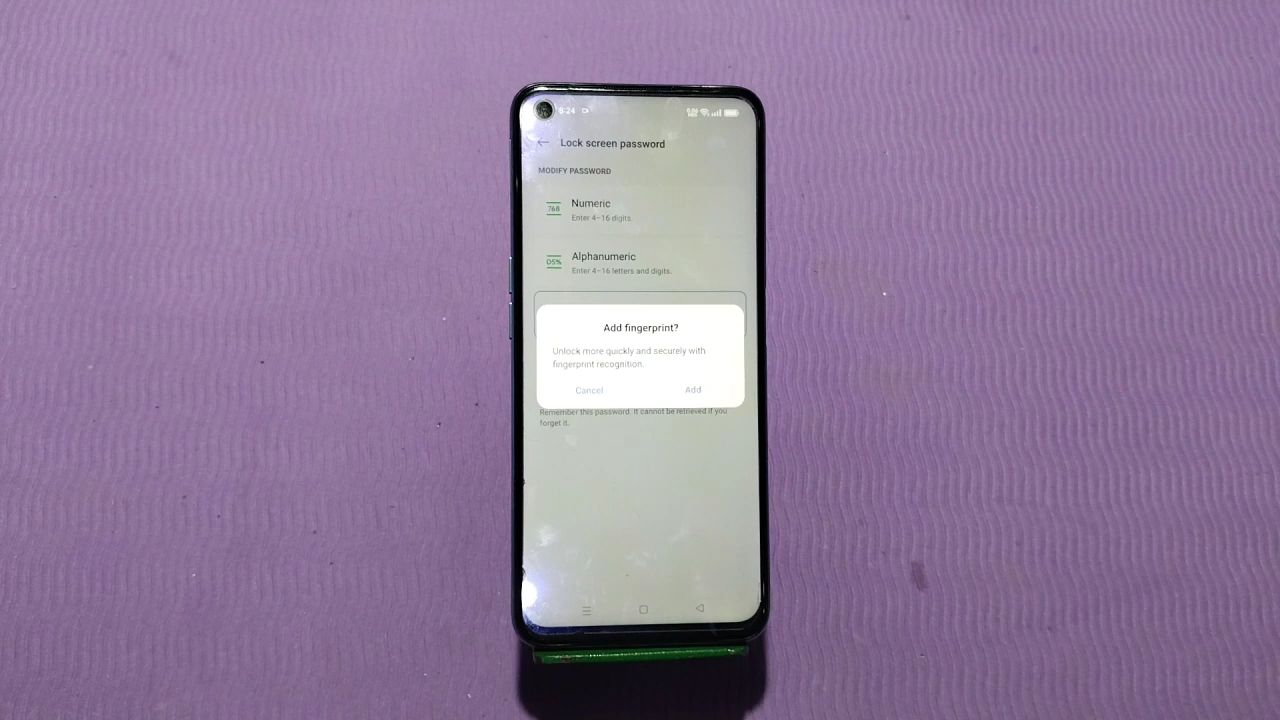 8:24
Lock screen password
MODIFY PASSWORD
768
Numeric
Enter 4–16 digits.
D5%
Alphanumeric
Enter 4–16 letters and digits.
Add fingerprint?
Unlock more quickly and securely with
fingerprint recognition.
Cancel
Add
Remember this password. It cannot be retrieved if you
forget it.